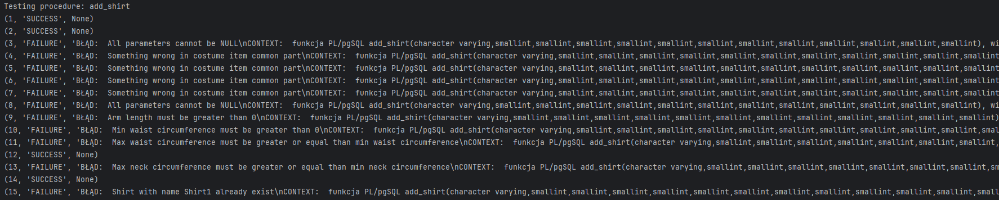 Testing procedure: add_shirt
(1, 'SUCCESS', None)
(2, 'SUCCESS', None)
(3, 'FAILURE', 'BŁĄD:  All parameters cannot be NULL\nCONTEXT:  funkcja PL/pgSQL add_shirt(character varying,smallint,smallint,smallint,smallint,smallint,smallint,smallint,smallint,smallint,smallint,smallint,smallint), wi
(4, 'FAILURE', 'BŁĄD:  Something wrong in costume item common part\nCONTEXT:  funkcja PL/pgSQL add_shirt(character varying,smallint,smallint,smallint,smallint,smallint,smallint,smallint,smallint,smallint,smallint
(5, 'FAILURE', 'BŁĄD:  Something wrong in costume item common part\nCONTEXT:  funkcja PL/pgSQL add_shirt(character varying,smallint,smallint,smallint,smallint,smallint,smallint,smallint,smallint,smallint,smallint
(6, 'FAILURE', 'BŁĄD:  Something wrong in costume item common part\nCONTEXT:  funkcja PL/pgSQL add_shirt(character varying,smallint,smallint,smallint,smallint,smallint,smallint,smallint,smallint,smallint,smallint
(7, 'FAILURE', 'BŁĄD:  Something wrong in costume item common part\nCONTEXT:  funkcja PL/pgSQL add_shirt(character varying,smallint,smallint,smallint,smallint,smallint,smallint,smallint,smallint,smallint,smallint
(8, 'FAILURE', 'BŁĄD:  All parameters cannot be NULL\nCONTEXT:  funkcja PL/pgSQL add_shirt(character varying,smallint,smallint,smallint,smallint,smallint,smallint,smallint,smallint,smallint,smallint,smallint,smallint), wi
(9, 'FAILURE', 'BŁĄD:  Arm length must be greater than 0\nCONTEXT:  funkcja PL/pgSQL add_shirt(character varying,smallint,smallint,smallint,smallint,smallint,smallint,smallint,smallint,smallint,smallint,smallint,smallint)
(10, 'FAILURE', 'BŁĄD:  Min waist circumference must be greater than 0\nCONTEXT:  funkcja PL/pgSQL add_shirt(character varying,smallint,smallint,smallint,smallint,smallint,smallint,smallint,smallint,smallint,smallint,smal
(11, 'FAILURE', 'BŁĄD:  Max waist circumference must be greater or equal than min waist circumference\nCONTEXT:  funkcja PL/pgSQL add_shirt(character varying,smallint,smallint,smallint,smallint,smallint,smallint,smallint,
(12, 'SUCCESS', None)
(13, 'FAILURE', 'BŁĄD:  Max neck circumference must be greater or equal than min neck circumference\nCONTEXT:  funkcja PL/pgSQL add_shirt(character varying,smallint,smallint,smallint,smallint,smallint,smallint,smallint,sm
(14, 'SUCCESS', None)
(15, 'FAILURE', 'BŁĄD:  Shirt with name Shirt1 already exist\nCONTEXT:  funkcja PL/pgSQL add_shirt(character varying,smallint,smallint,smallint,smallint,smallint,smallint,smallint,smallint,smallint,smallint,smallint,small